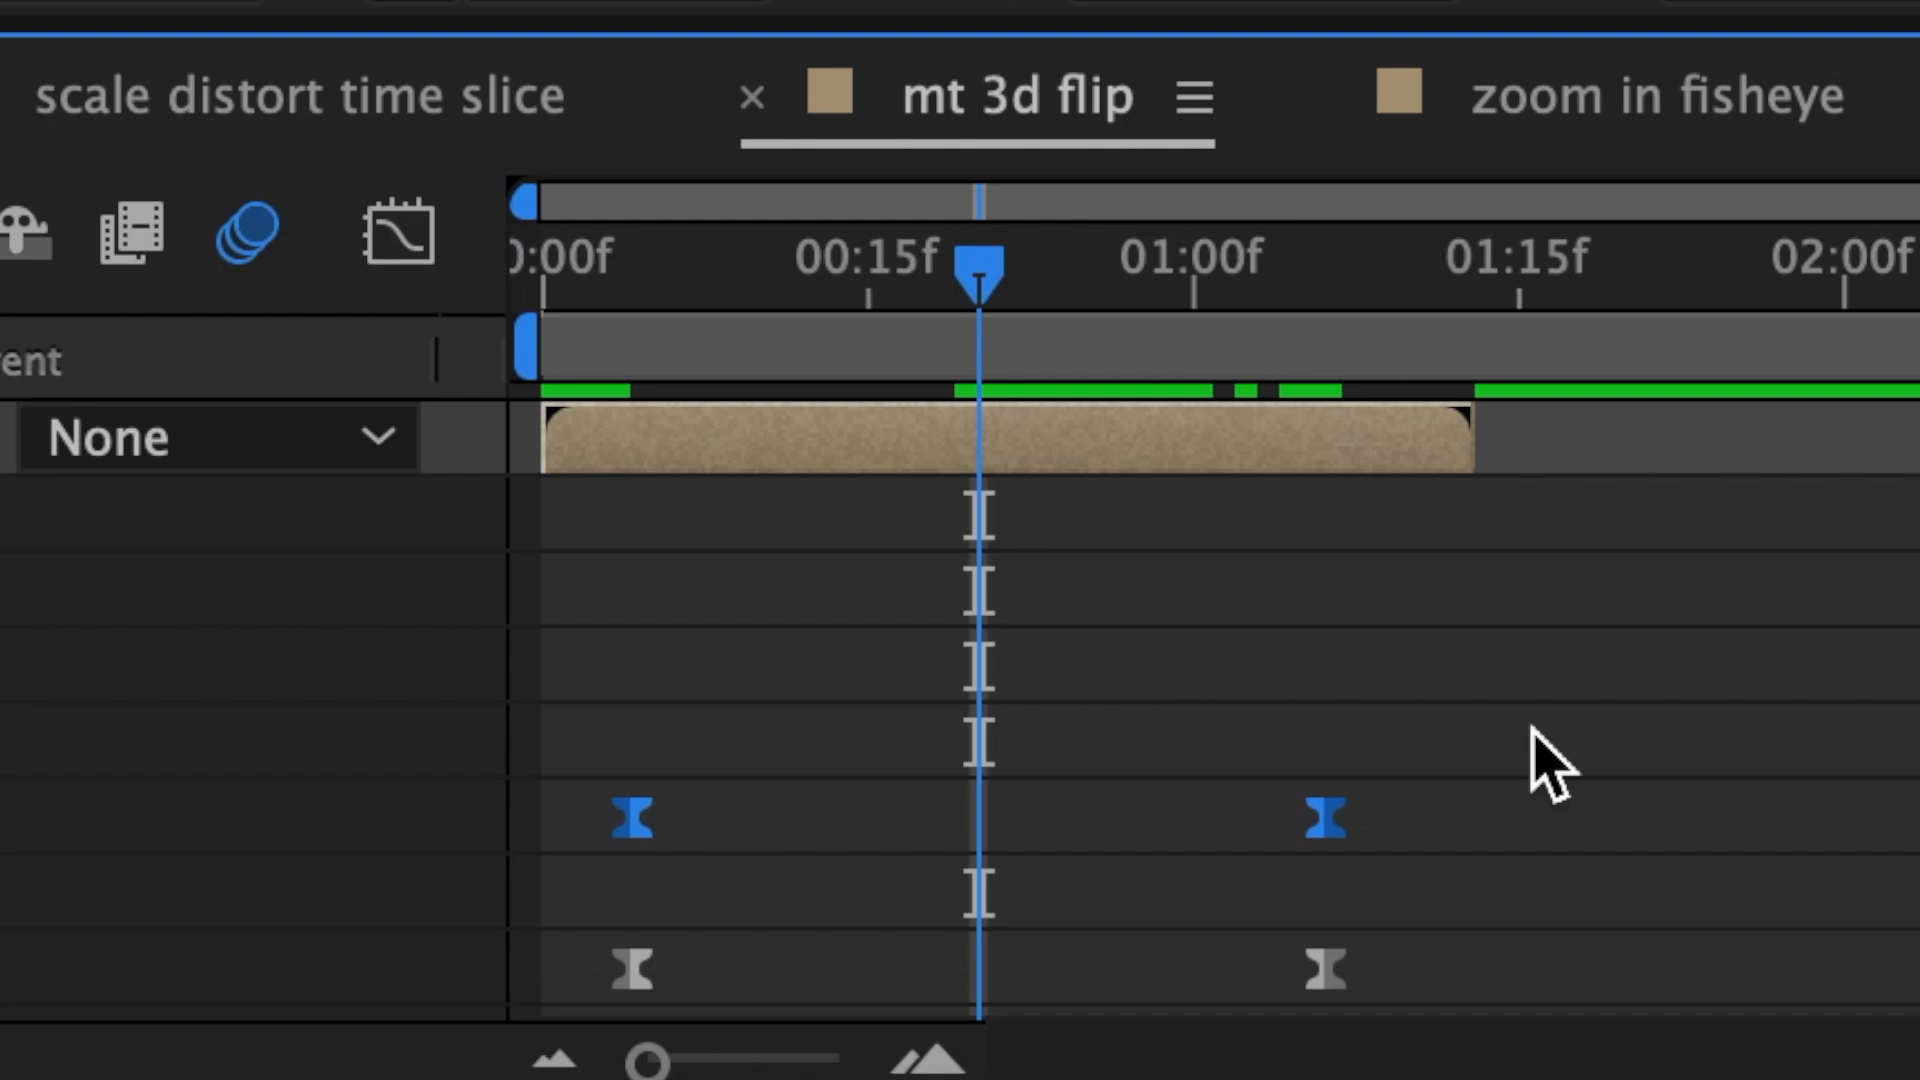 scale distort time slice × mt 3d flip zoom in fisheye
0:00f 00:15f 01:00f 01:15f 02:00f
ent
None